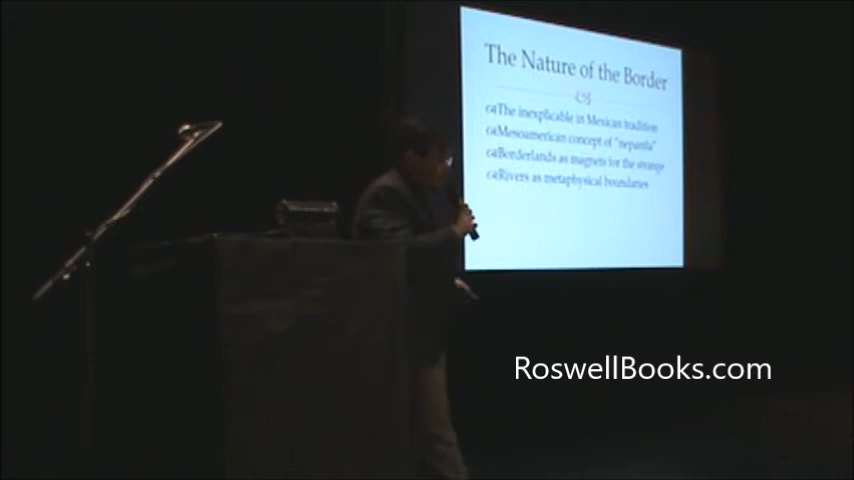 The Nature of the Border
The inexplicable in Mexican tradition
Mesoamerican concept of "nepantla"
Borderlands as magnets for the strange
Rivers as metaphysical boundaries
RoswellBooks.com